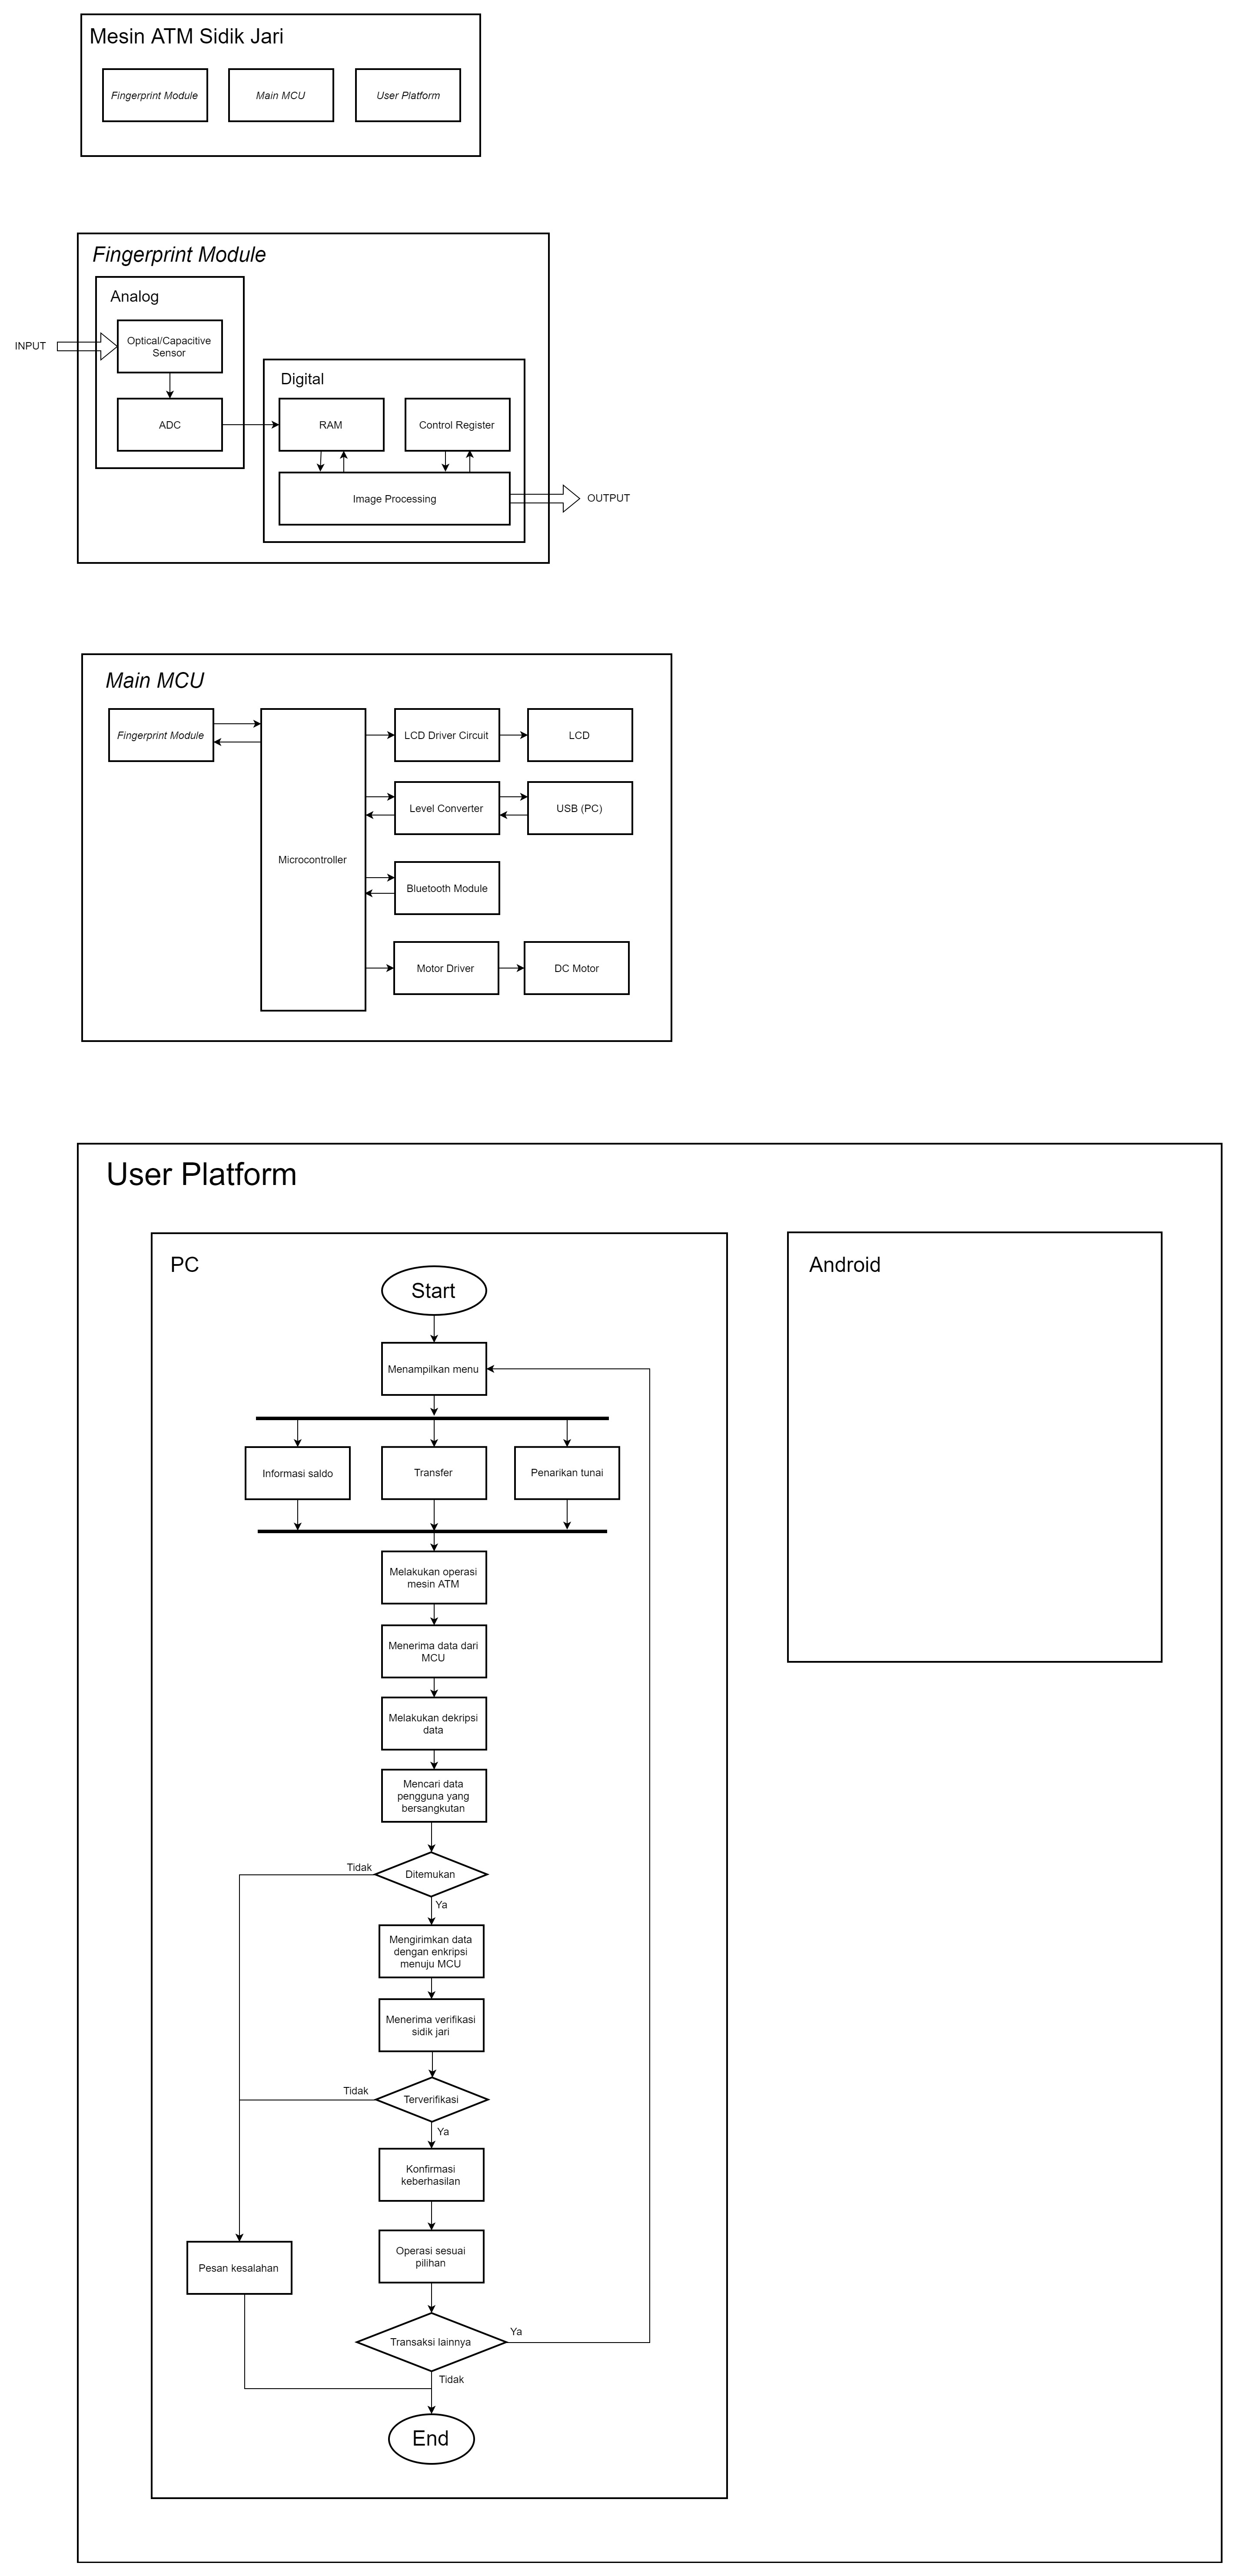 Mesin ATM Sidik Jari
Fingerprint Module
Main MCU
User Platform
Fingerprint Module
Analog
INPUT
Optical/Capacitive
Sensor
ADC
Digital
RAM
Control Register
Image Processing
OUTPUT
Main MCU
Fingerprint Module
Microcontroller
LCD Driver Circuit
LCD
Level Converter
USB (PC)
Bluetooth Module
Motor Driver
DC Motor
User Platform
PC
Start
Menampilkan menu
Informasi saldo
Transfer
Penarikan tunai
Melakukan operasi
mesin ATM
Menerima data dari
MCU
Melakukan dekripsi
data
Mencari data
pengguna yang
bersangkutan
Tidak
Ditemukan
Ya
Mengirimkan data
dengan enkripsi
menuju MCU
Menerima verifikasi
sidik jari
Tidak
Terverifikasi
Ya
Konfirmasi
keberhasilan
Operasi sesuai
pilihan
Pesan kesalahan
Transaksi lainnya
Ya
Tidak
End
Android